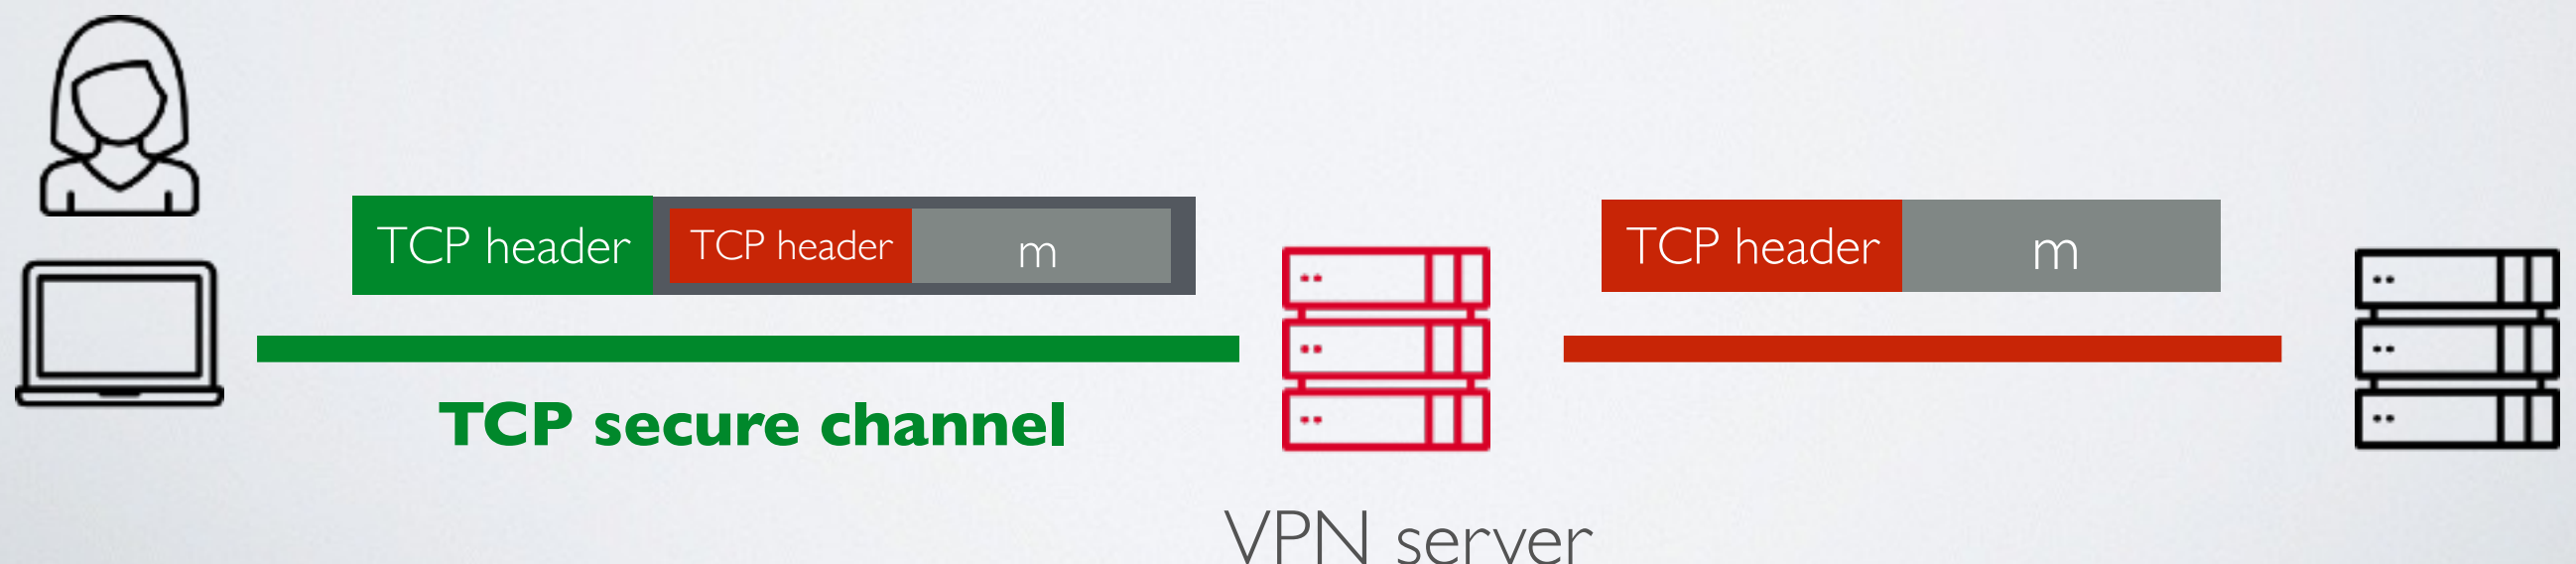 TCP header TCP header m
TCP header m
TCP secure channel
VPN server